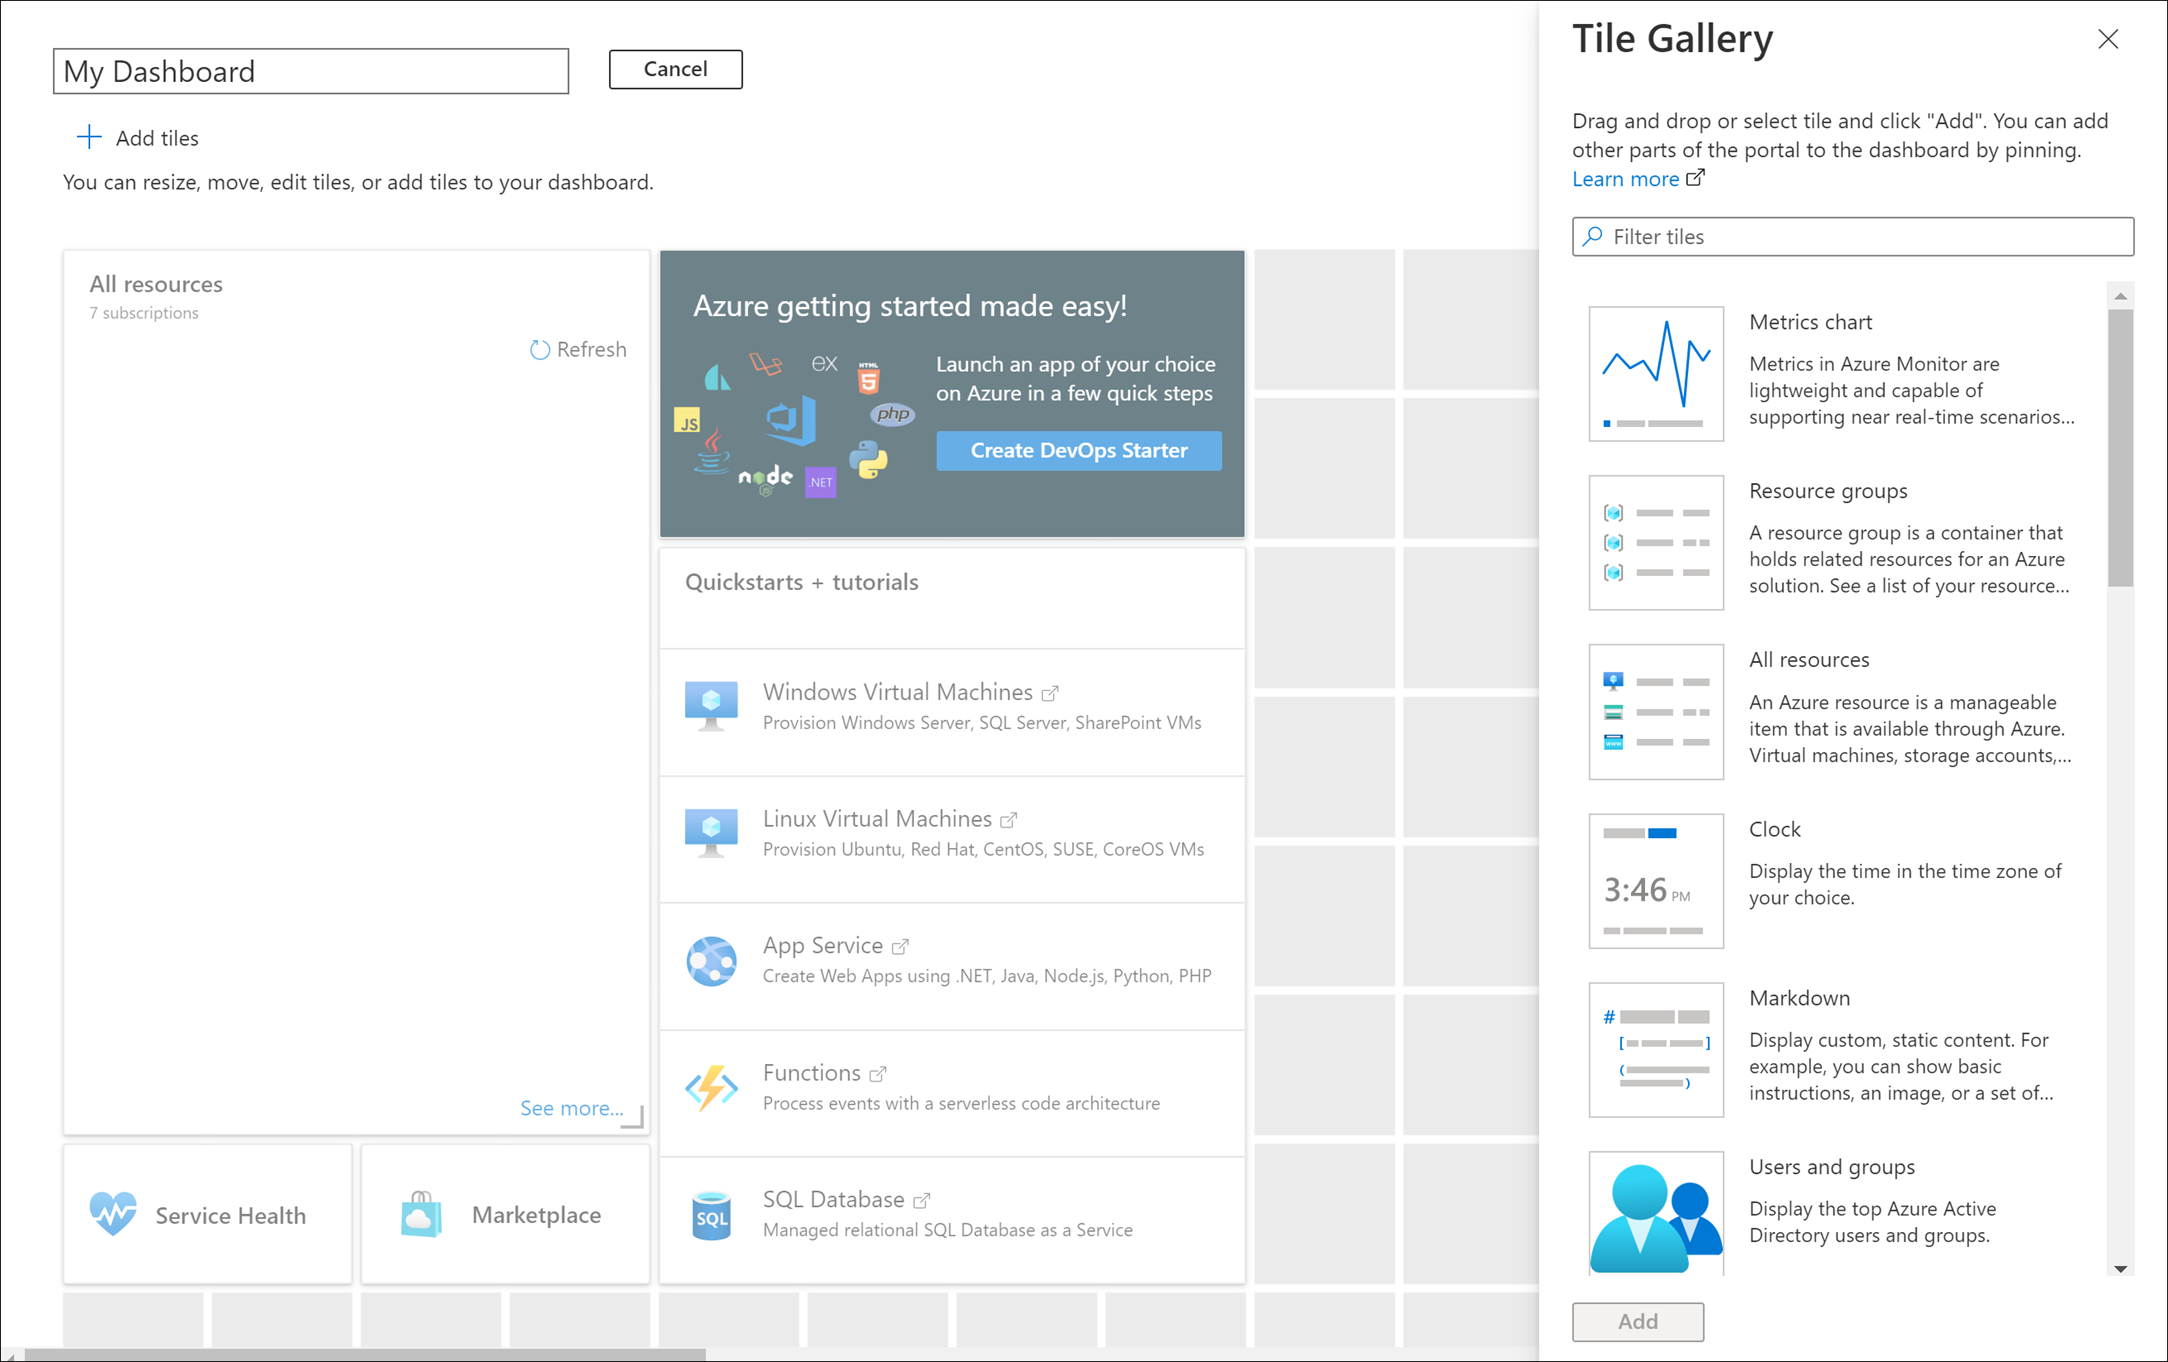 My Dashboard
Cancel
Add tiles
You can resize, move, edit tiles, or add tiles to your dashboard.
All resources
7 subscriptions
Refresh
See more...
Service Health
Marketplace
Azure getting started made easy!
Launch an app of your choice
on Azure in a few quick steps
Create DevOps Starter
ex
HTML
5
JS
php
node
JS
.NET
Quickstarts + tutorials
Windows Virtual Machines
Provision Windows Server, SQL Server, SharePoint VMs
Linux Virtual Machines
Provision Ubuntu, Red Hat, CentOS, SUSE, CoreOS VMs
App Service
Create Web Apps using .NET, Java, Node.js, Python, PHP
Functions
Process events with a serverless code architecture
SQL
SQL Database
Managed relational SQL Database as a Service
Tile Gallery
Drag and drop or select tile and click "Add". You can add
other parts of the portal to the dashboard by pinning.
Learn more
Filter tiles
Metrics chart
Metrics in Azure Monitor are
lightweight and capable of
supporting near real-time scenarios...
Resource groups
A resource group is a container that
holds related resources for an Azure
solution. See a list of your resource...
www
All resources
An Azure resource is a manageable
item that is available through Azure.
Virtual machines, storage accounts,...
3:46 PM
Clock
Display the time in the time zone of
your choice.
#
[ ]
( )
Markdown
Display custom, static content. For
example, you can show basic
instructions, an image, or a set of...
Users and groups
Display the top Azure Active
Directory users and groups.
Add